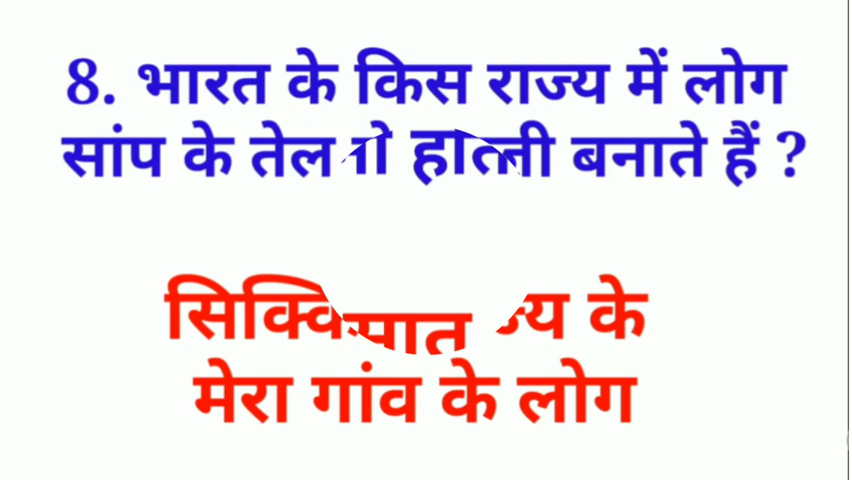 8. भारत के किस राज्य में लोग
सांप के तेल बनाते हैं ?
के
मेरा गांव के लोग